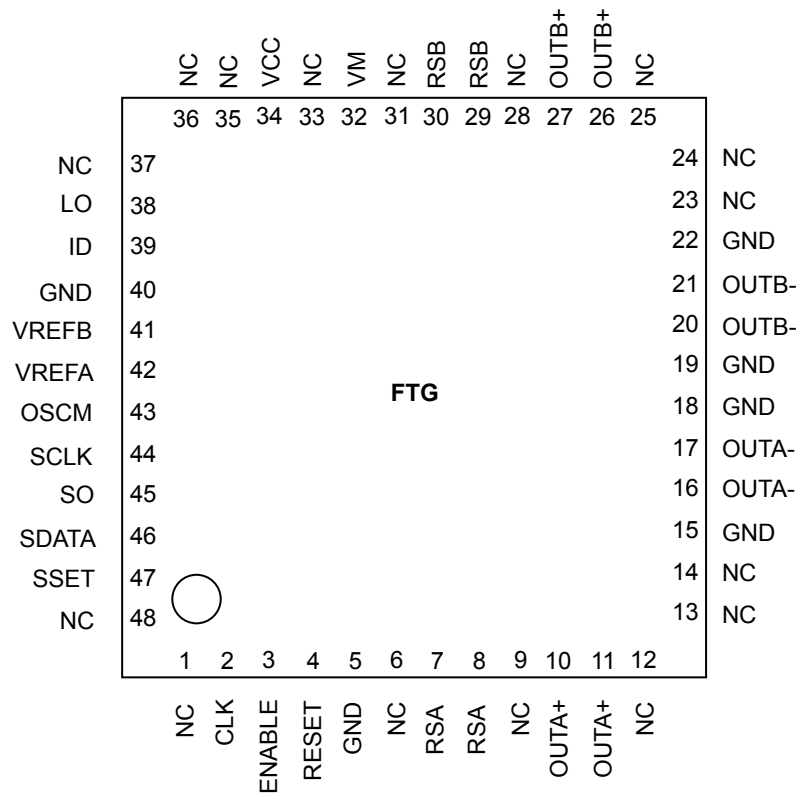 NC NC VCC NC VM NC RSB RSB NC OUTB+ OUTB+ NC
36 35 34 33 32 31 30 29 28 27 26 25
NC 37
LO 38
ID 39
GND 40
VREFB 41
VREFA 42
OSCM 43
SCLK 44
SO 45
SDATA 46
SSET 47
NC 48
FTG
24 NC
23 NC
22 GND
21 OUTB-
20 OUTB-
19 GND
18 GND
17 OUTA-
16 OUTA-
15 GND
14 NC
13 NC
1 2 3 4 5 6 7 8 9 10 11 12
NC CLK ENABLE RESET GND NC RSA RSA NC OUTA+ OUTA+ NC